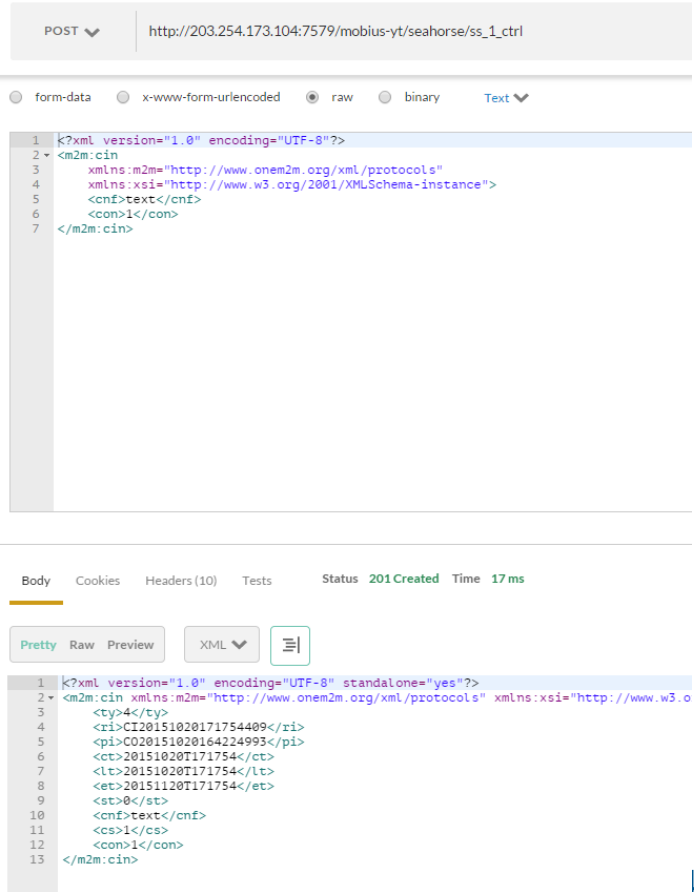 POST http://203.254.173.104:7579/mobius-yt/seahorse/ss_1_ctrl
form-data x-www-form-urlencoded raw binary Text
1 <?xml version="1.0" encoding="UTF-8"?>
2 <m2m:cin
3 xmlns:m2m="http://www.onem2m.org/xml/protocols"
4 xmlns:xsi="http://www.w3.org/2001/XMLSchema-instance">
5 <cnf>text</cnf>
6 <con>1</con>
7 </m2m:cin>
Body Cookies Headers (10) Tests Status 201 Created Time 17 ms
Pretty Raw Preview XML
1 <?xml version="1.0" encoding="UTF-8" standalone="yes"?>
2 <m2m:cin xmlns:m2m="http://www.onem2m.org/xml/protocols" xmlns:xsi="http://www.w3.o
3 <ty>4</ty>
4 <ri>CI20151020171754409</ri>
5 <pi>CO20151020164224993</pi>
6 <ct>20151020T171754</ct>
7 <lt>20151020T171754</lt>
8 <et>20151120T171754</et>
9 <st>0</st>
10 <cnf>text</cnf>
11 <cs>1</cs>
12 <con>1</con>
13 </m2m:cin>